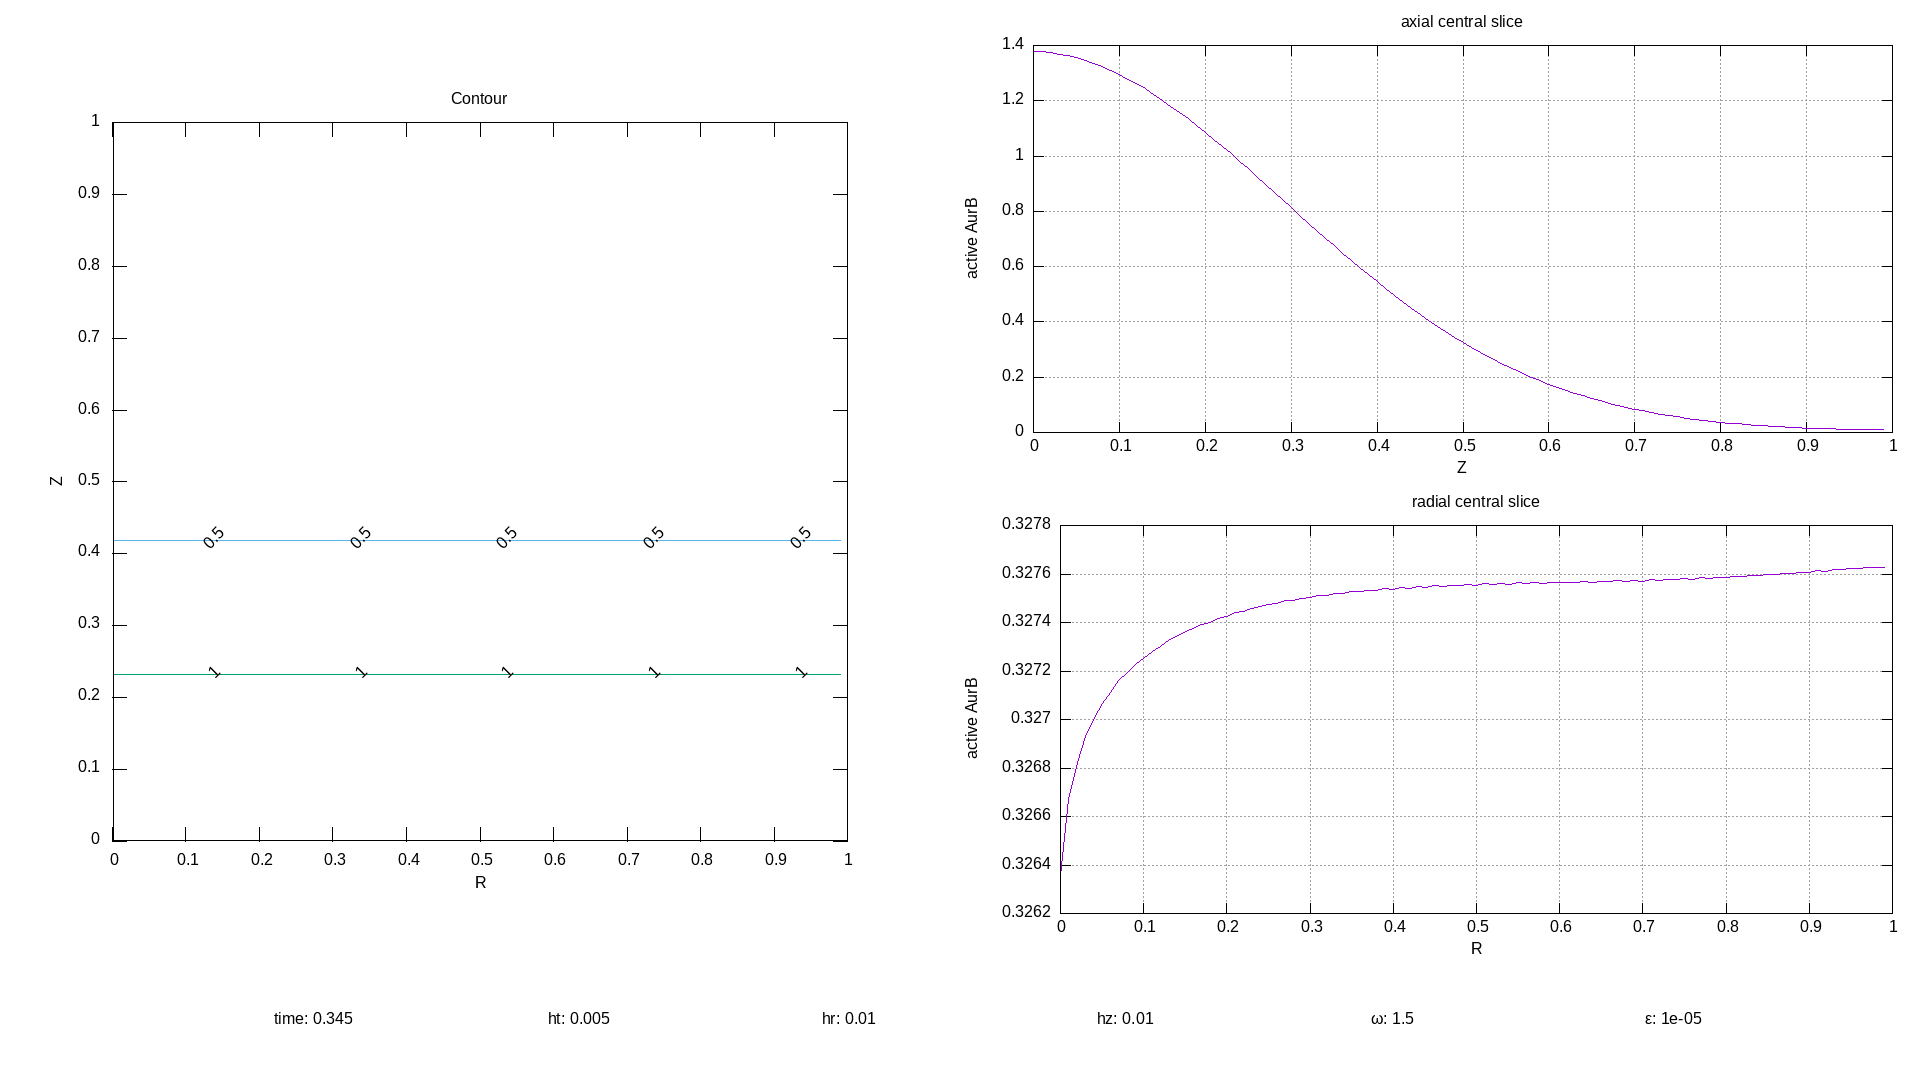 Contour
1
0.9
0.8
0.7
0.6
0.5
0.4
0.3
0.2
0.1
0
Z
0.5 0.5 0.5 0.5 0.5
1 1 1 1 1
0 0.1 0.2 0.3 0.4 0.5 0.6 0.7 0.8 0.9 1
R
axial central slice
1.4
1.2
1
0.8
0.6
0.4
0.2
0
active AurB
0 0.1 0.2 0.3 0.4 0.5 0.6 0.7 0.8 0.9 1
Z
radial central slice
0.3278
0.3276
0.3274
0.3272
0.327
0.3268
0.3266
0.3264
0.3262
active AurB
0 0.1 0.2 0.3 0.4 0.5 0.6 0.7 0.8 0.9 1
R
time: 0.345 ht: 0.005 hr: 0.01 hz: 0.01 ω: 1.5 ε: 1e-05